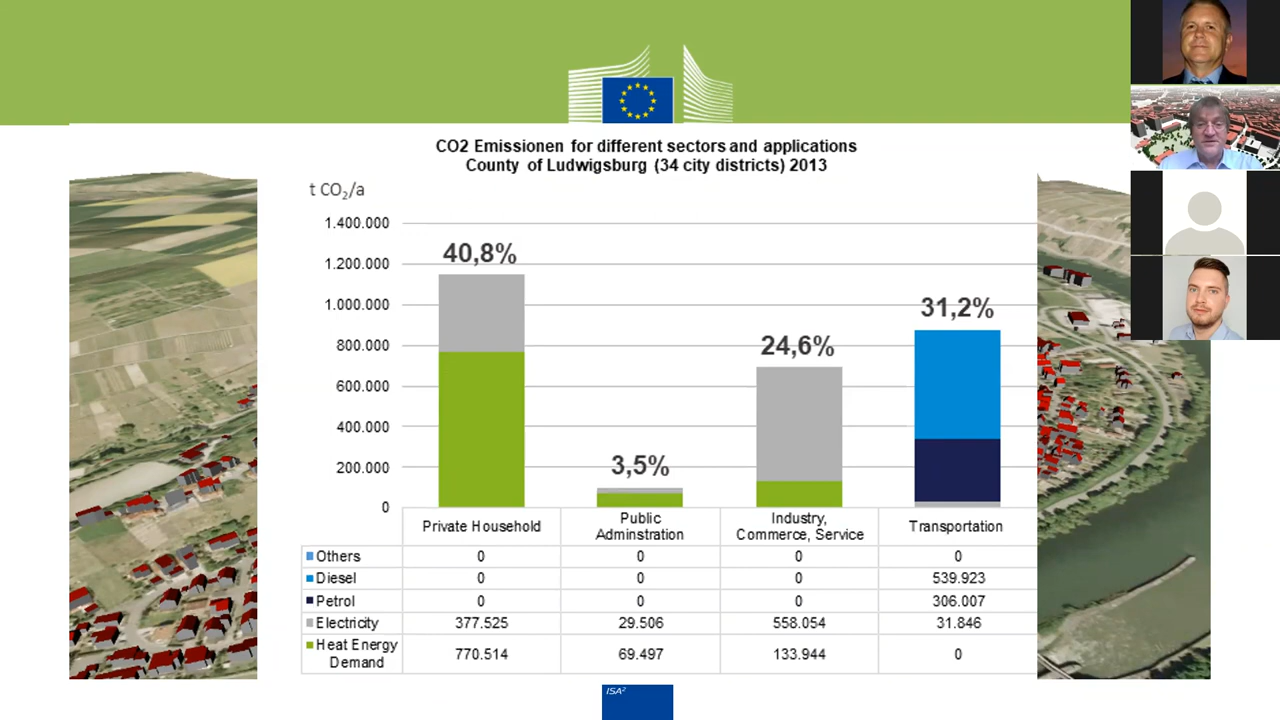 CO2 Emissionen for different sectors and applications
County of Ludwigsburg (34 city districts) 2013
t CO₂/a
1.400.000
1.200.000
1.000.000
800.000
600.000
400.000
200.000
0
40,8%
3,5%
24,6%
31,2%
Private Household
Public
Adminstration
Industry,
Commerce, Service
Transportation
Others 0 0 0 0
Diesel 0 0 0 539.923
Petrol 0 0 0 306.007
Electricity 377.525 29.506 558.054 31.846
Heat Energy
Demand 770.514 69.497 133.944 0
ISA²